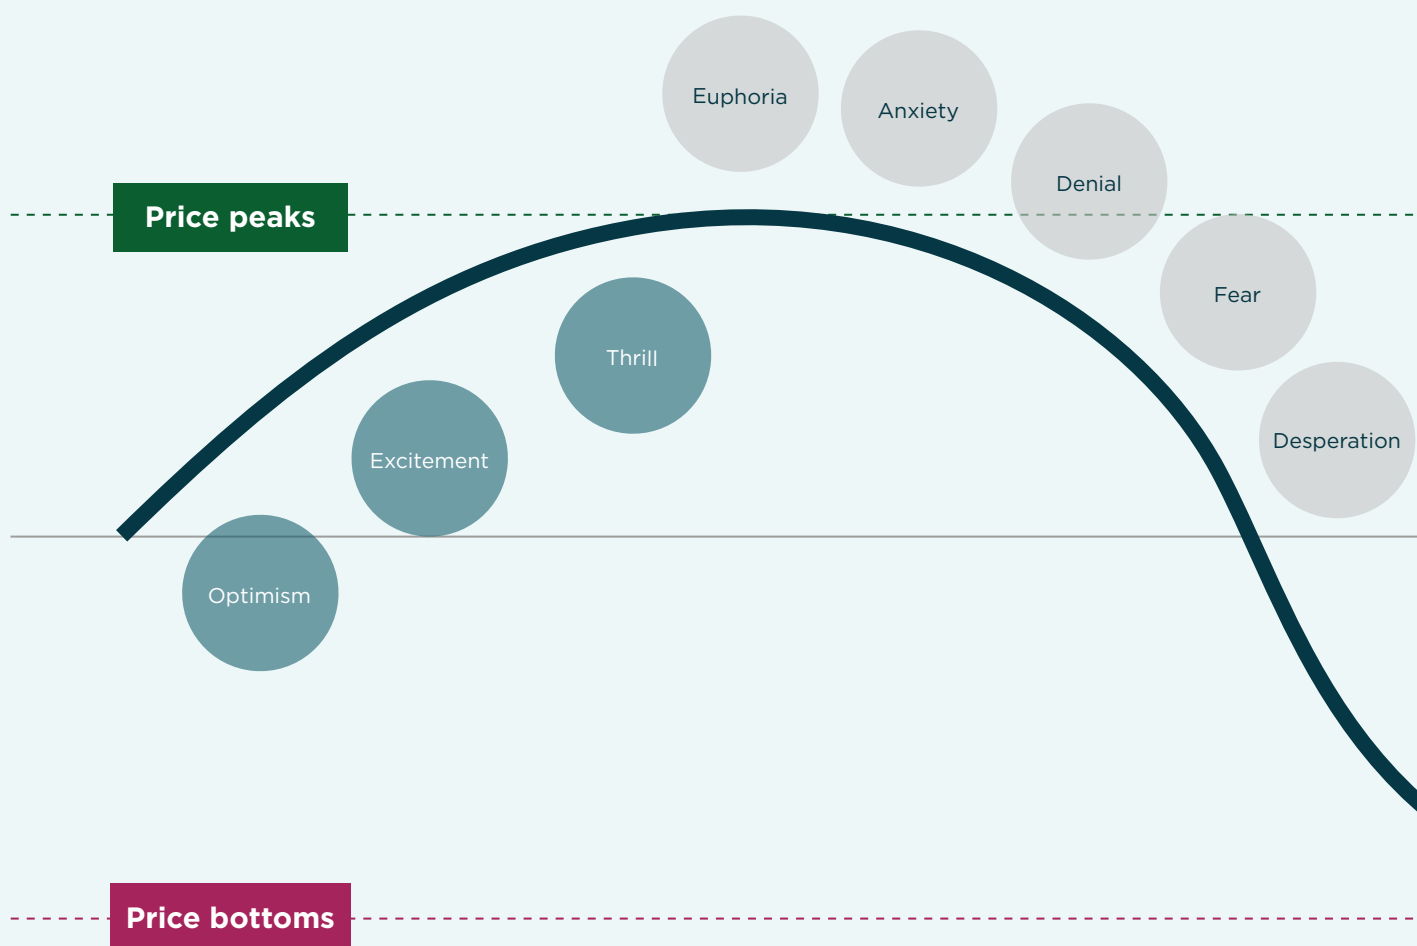 Euphoria
Anxiety
Denial
Price peaks
Fear
Thrill
Desperation
Excitement
Optimism
Price bottoms